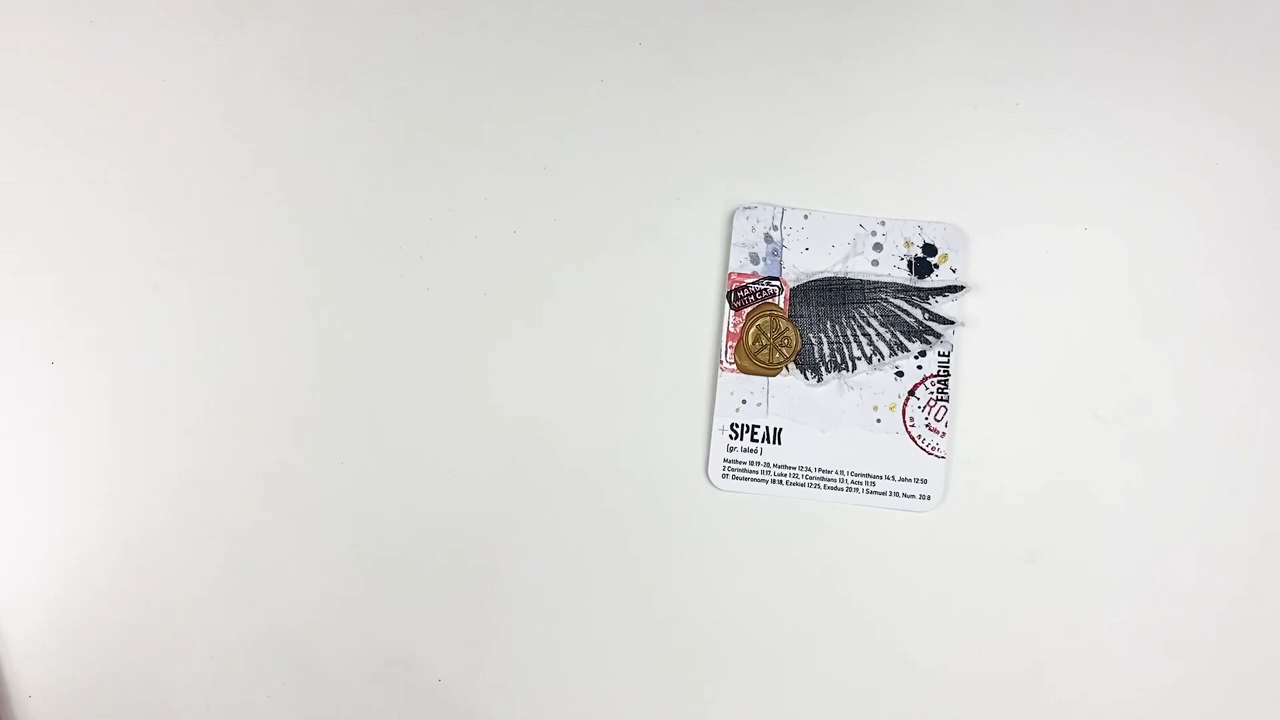 HANDLE
WITH CARE
Α Ω
FRAGILE
my
SPEAK
[gr. laleó ]
Matthew 10:19-20, Matthew 12:34, 1 Peter 4:11, 1 Corinthians 14:5, John 12:50
2 Corinthians 11:17, Luke 1:22, 1 Corinthians 13:1, Acts 11:15
OT: Deuteronomy 18:18, Ezekiel 12:25, Exodus 20:19, 1 Samuel 3:10, Num. 20:8